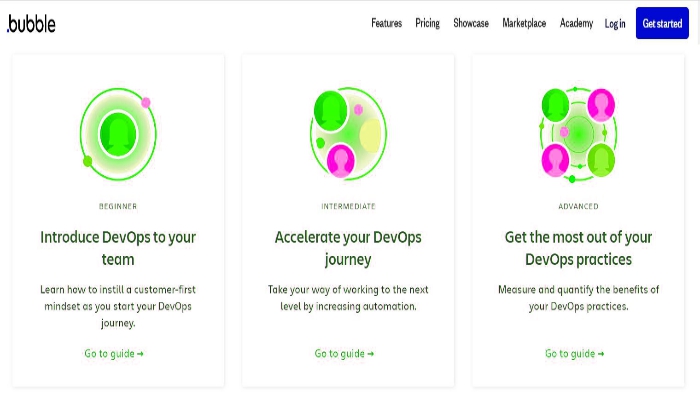 .bubble
Features Pricing Showcase Marketplace Academy Log in Get started
BEGINNER
Introduce DevOps to your
team
Learn how to instill a customer-first
mindset as you start your DevOps
journey.
Go to guide →
INTERMEDIATE
Accelerate your DevOps
journey
Take your way of working to the next
level by increasing automation.
Go to guide →
ADVANCED
Get the most out of your
DevOps practices
Measure and quantify the benefits of
your DevOps practices.
Go to guide →